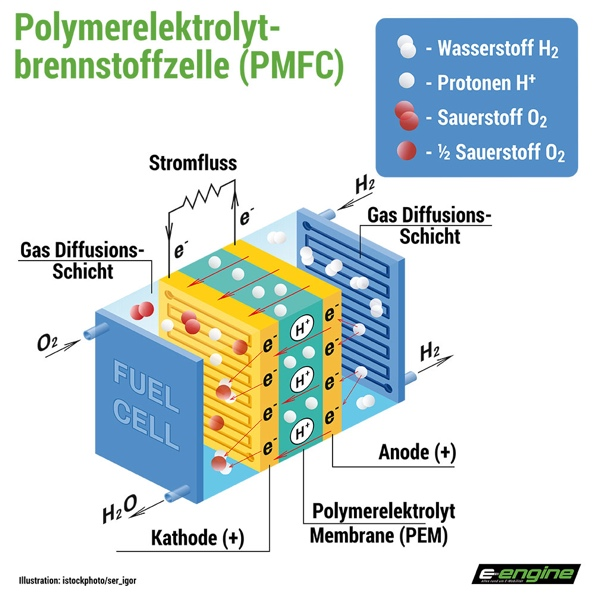 Polymerelektrolyt-
brennstoffzelle (PMFC)
- Wasserstoff H₂
- Protonen H⁺
- Sauerstoff O₂
- ½ Sauerstoff O₂
Stromfluss
H₂
Gas Diffusions-
Schicht
e⁻
e⁻
Gas Diffusions-
Schicht
O₂
H₂
FUEL
CELL
e⁻
H⁺
e⁻
e⁻
H⁺
e⁻
e⁻
H⁺
e⁻
e⁻
e⁻
H₂O
Anode (+)
Polymerelektrolyt
Membrane (PEM)
Kathode (+)
Illustration: istockphoto/ser_igor
e-engine